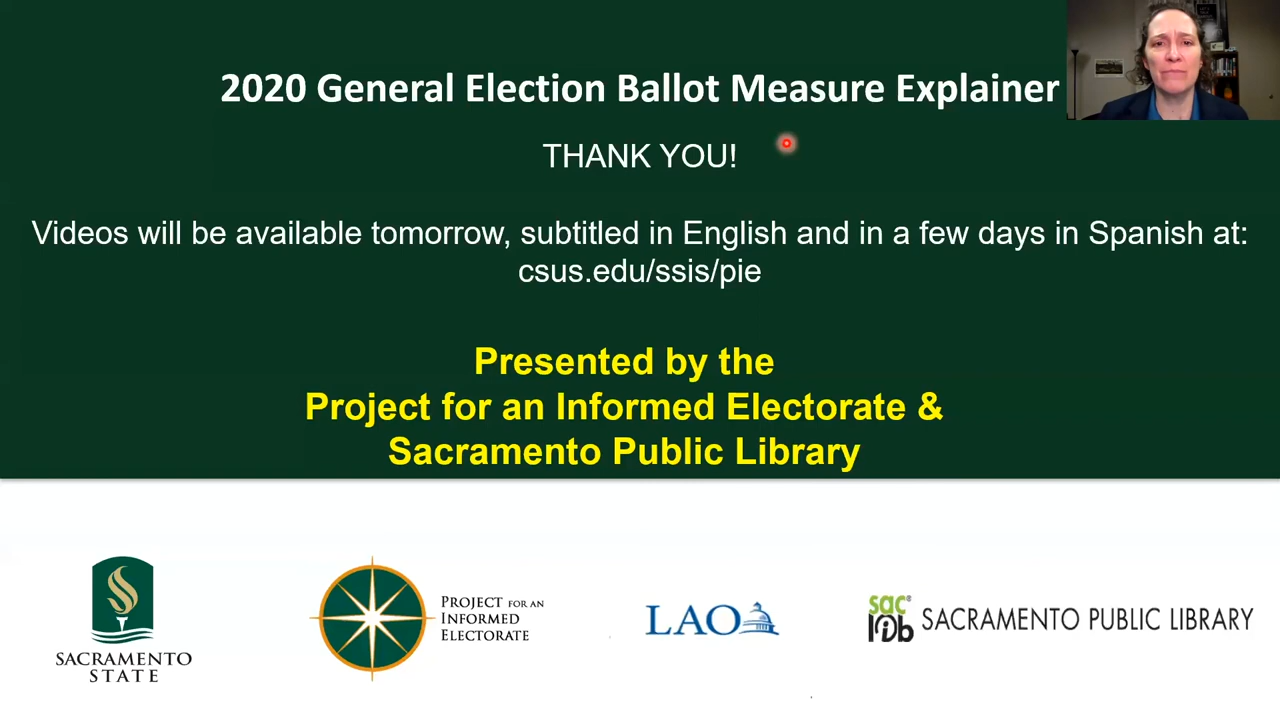 2020 General Election Ballot Measure Explainer
THANK YOU!
Videos will be available tomorrow, subtitled in English and in a few days in Spanish at:
csus.edu/ssis/pie
Presented by the
Project for an Informed Electorate &
Sacramento Public Library
SACRAMENTO
STATE
PROJECT FOR AN
INFORMED
ELECTORATE
LAO
sac
lib
SACRAMENTO PUBLIC LIBRARY